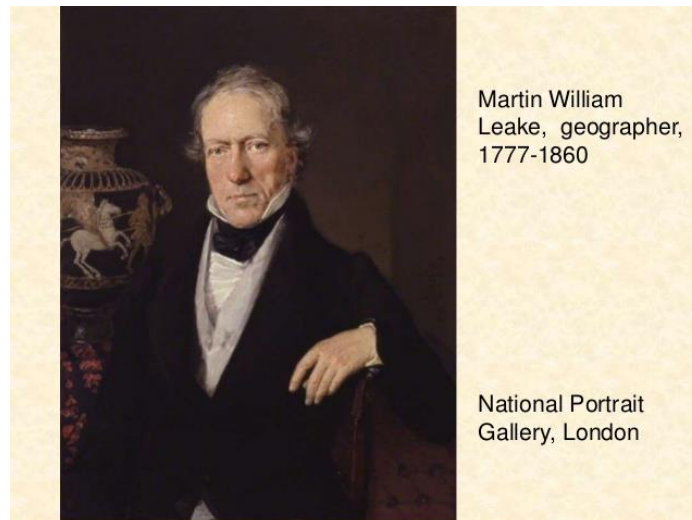 Martin William
Leake,  geographer,
1777-1860
National Portrait
Gallery, London